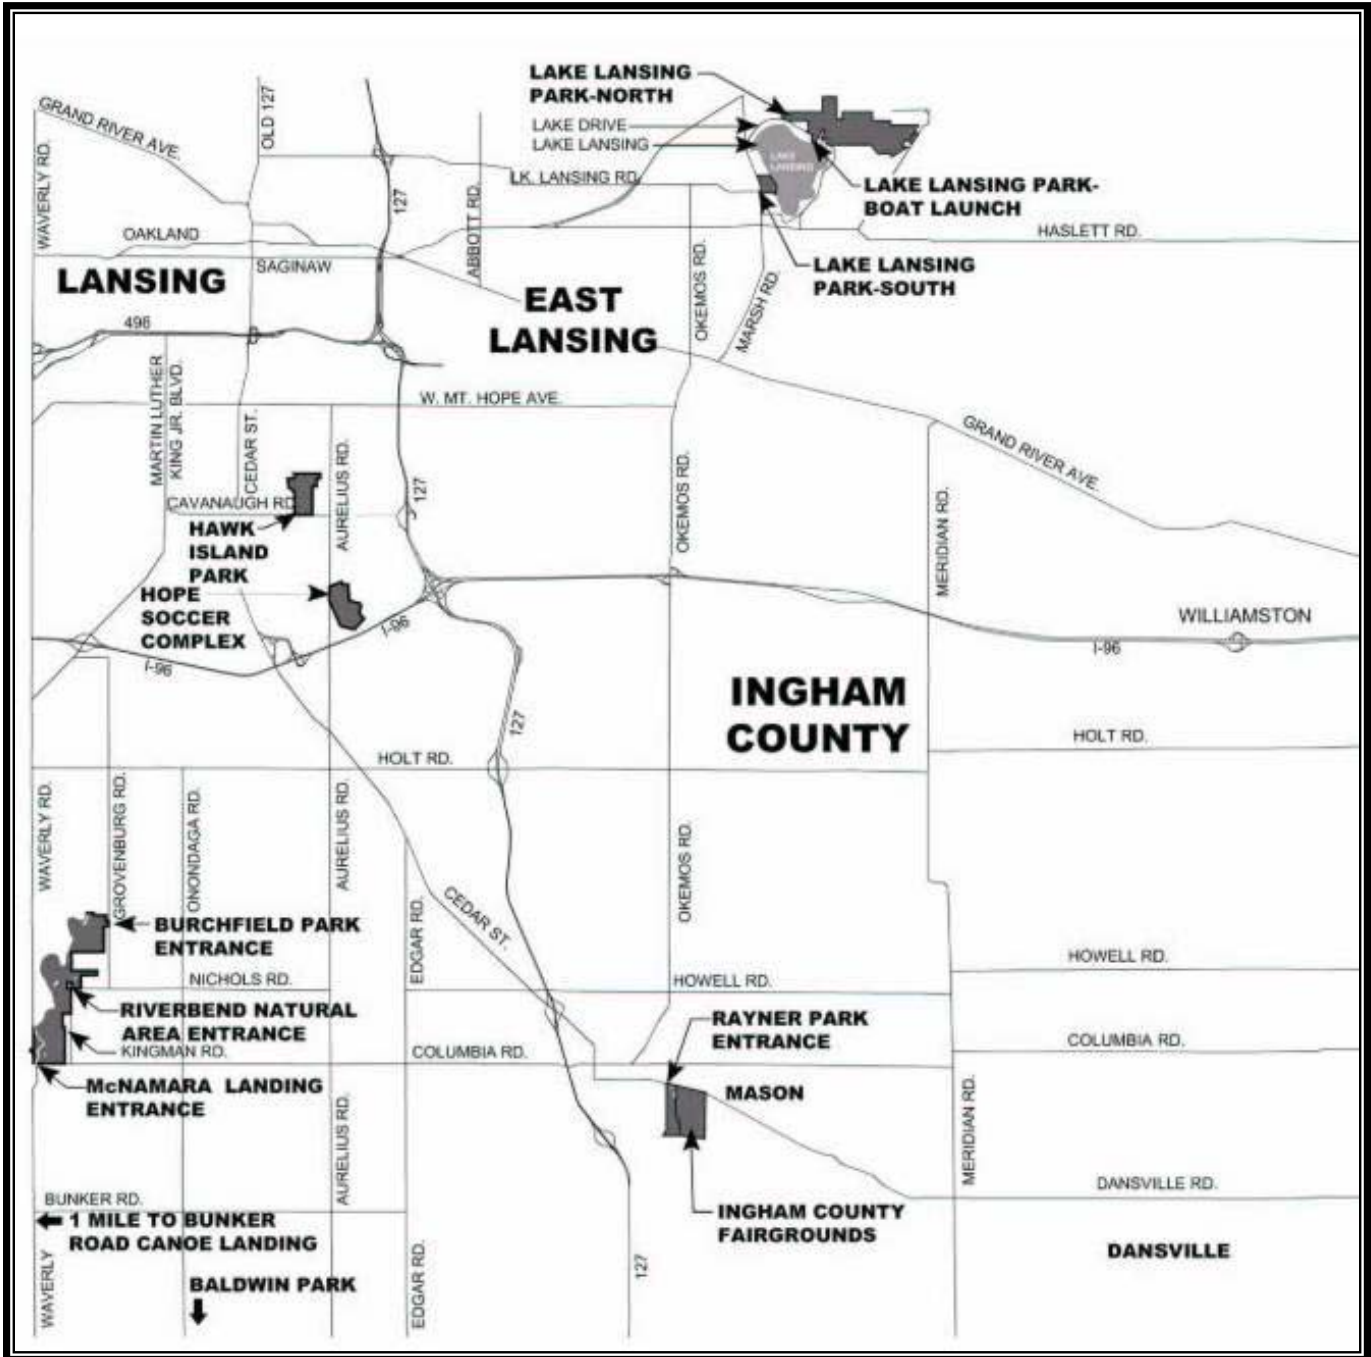 LAKE LANSING
PARK-NORTH
LAKE DRIVE
LAKE LANSING
LAKE
LANSING
LK. LANSING RD.
LAKE LANSING PARK-
BOAT LAUNCH
HASLETT RD.
LAKE LANSING
PARK-SOUTH
GRAND RIVER AVE.
OLD 127
WAVERLY RD.
127
ABBOTT RD.
OAKLAND
SAGINAW
LANSING
EAST
LANSING
OKEMOS RD.
MARSH RD.
496
MARTIN LUTHER
KING JR. BLVD.
CEDAR ST.
W. MT. HOPE AVE.
AURELIUS RD.
127
GRAND RIVER AVE.
CAVANAUGH RD.
HAWK
ISLAND
PARK
OKEMOS RD.
MERIDIAN RD.
HOPE
SOCCER
COMPLEX
I-96
I-96
WILLIAMSTON
I-96
INGHAM
COUNTY
127
HOLT RD.
HOLT RD.
WAVERLY RD.
GROVENBURG RD.
ONONDAGA RD.
AURELIUS RD.
OKEMOS RD.
CEDAR ST.
EDGAR RD.
BURCHFIELD PARK
ENTRANCE
NICHOLS RD.
HOWELL RD.
HOWELL RD.
RIVERBEND NATURAL
AREA ENTRANCE
KINGMAN RD.
COLUMBIA RD.
COLUMBIA RD.
RAYNER PARK
ENTRANCE
McNAMARA LANDING
ENTRANCE
MASON
AURELIUS RD.
MERIDIAN RD.
BUNKER RD.
1 MILE TO BUNKER
ROAD CANOE LANDING
DANSVILLE RD.
INGHAM COUNTY
FAIRGROUNDS
DANSVILLE
WAVERLY
BALDWIN PARK
EDGAR RD.
127